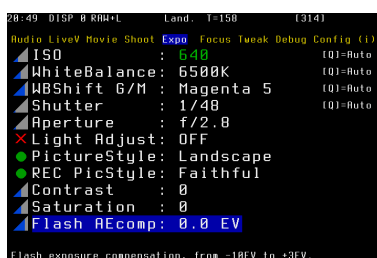 20:49 DISP 0 RAW+L Land. T=158 [314]
Audio LiveV Movie Shoot Expo Focus Tweak Debug Config (i)
ISO : 640 [Q]=Auto
WhiteBalance: 6500K [Q]=Auto
WBShift G/M : Magenta 5 [Q]=Auto
Shutter : 1/48 [Q]=Auto
Aperture : f/2.8
Light Adjust: OFF
PictureStyle: Landscape
REC PicStyle: Faithful
Contrast : 0
Saturation : 0
Flash AEcomp: 0.0 EV
Flash exposure compensation, from -10EV to +3EV.